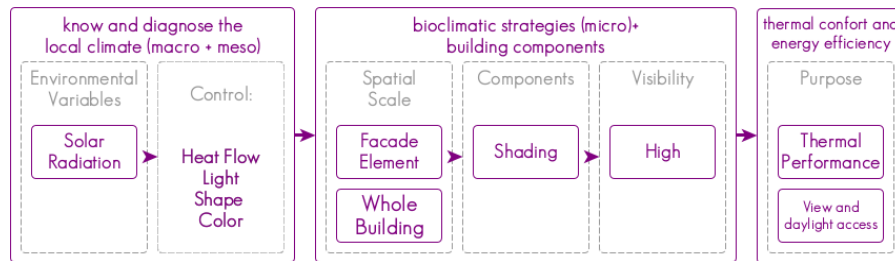 know and diagnose the
local climate (macro + meso)
Environmental
Variables
Solar
Radiation
Control:
Heat Flow
Light
Shape
Color
bioclimatic strategies (micro)+
building components
Spatial
Scale
Facade
Element
Whole
Building
Components
Shading
Visibility
High
thermal confort and
energy efficiency
Purpose
Thermal
Performance
View and
daylight access